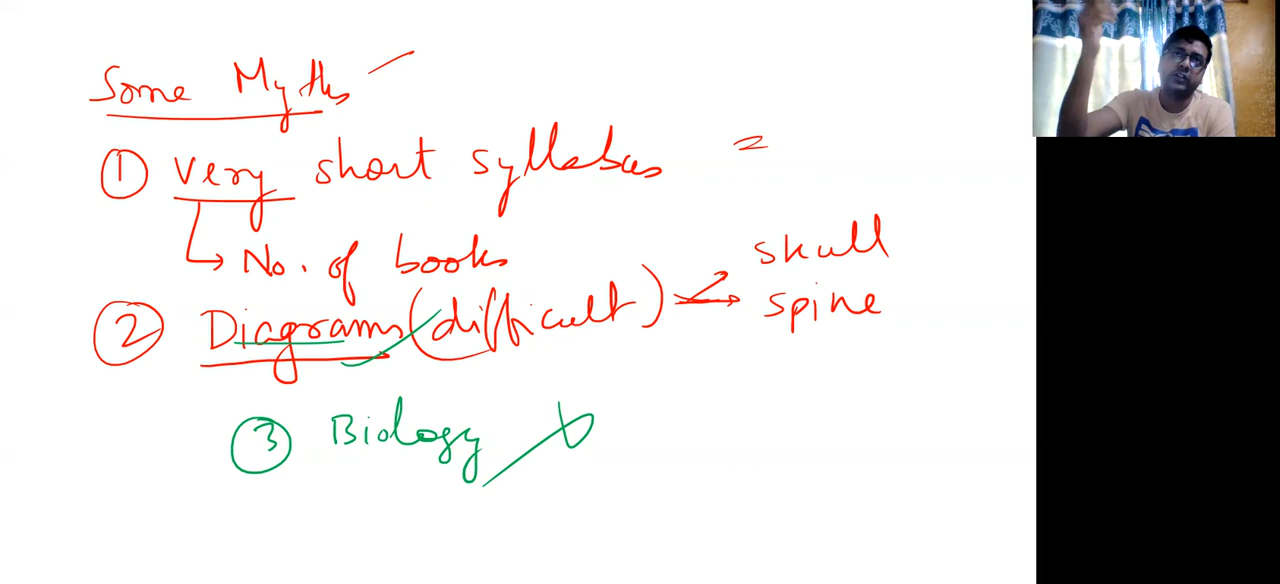 Some Myths
① Very short syllabus =
↳ No. of books
② Diagrams (difficult) skull
spine
③ Biology